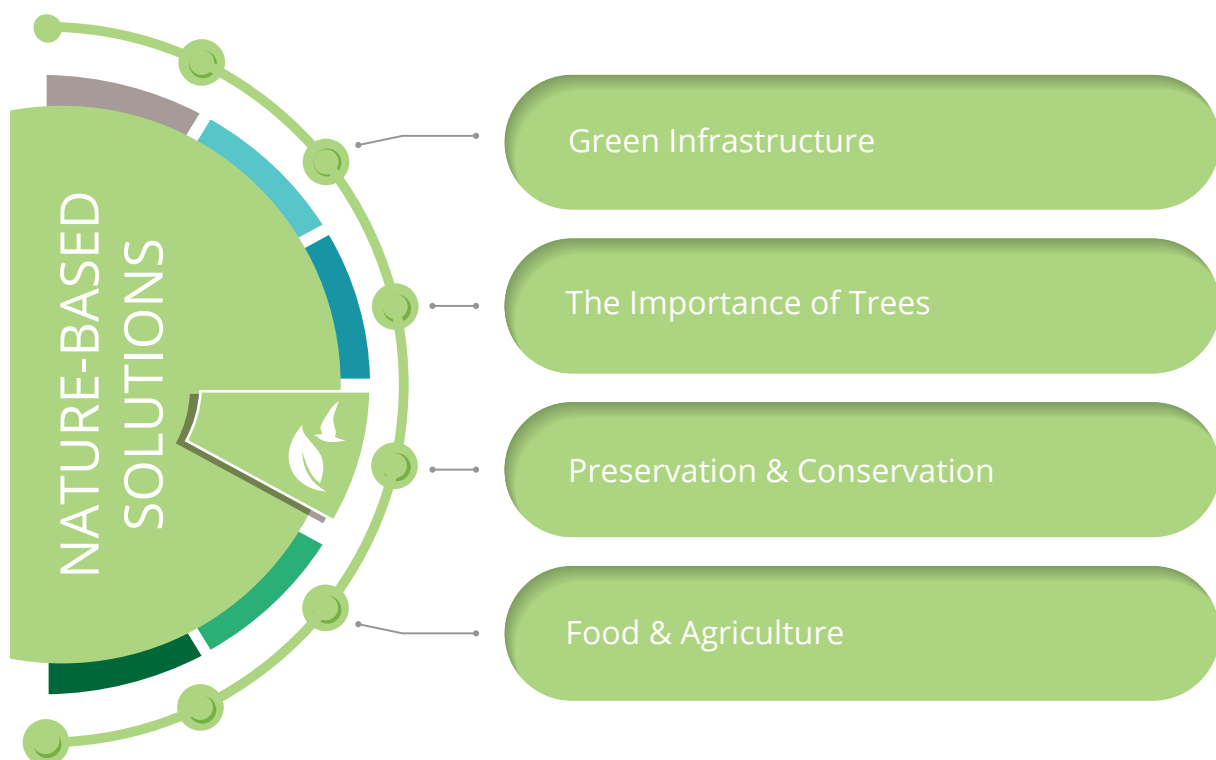 NATURE-BASED
SOLUTIONS
Green Infrastructure
The Importance of Trees
Preservation & Conservation
Food & Agriculture